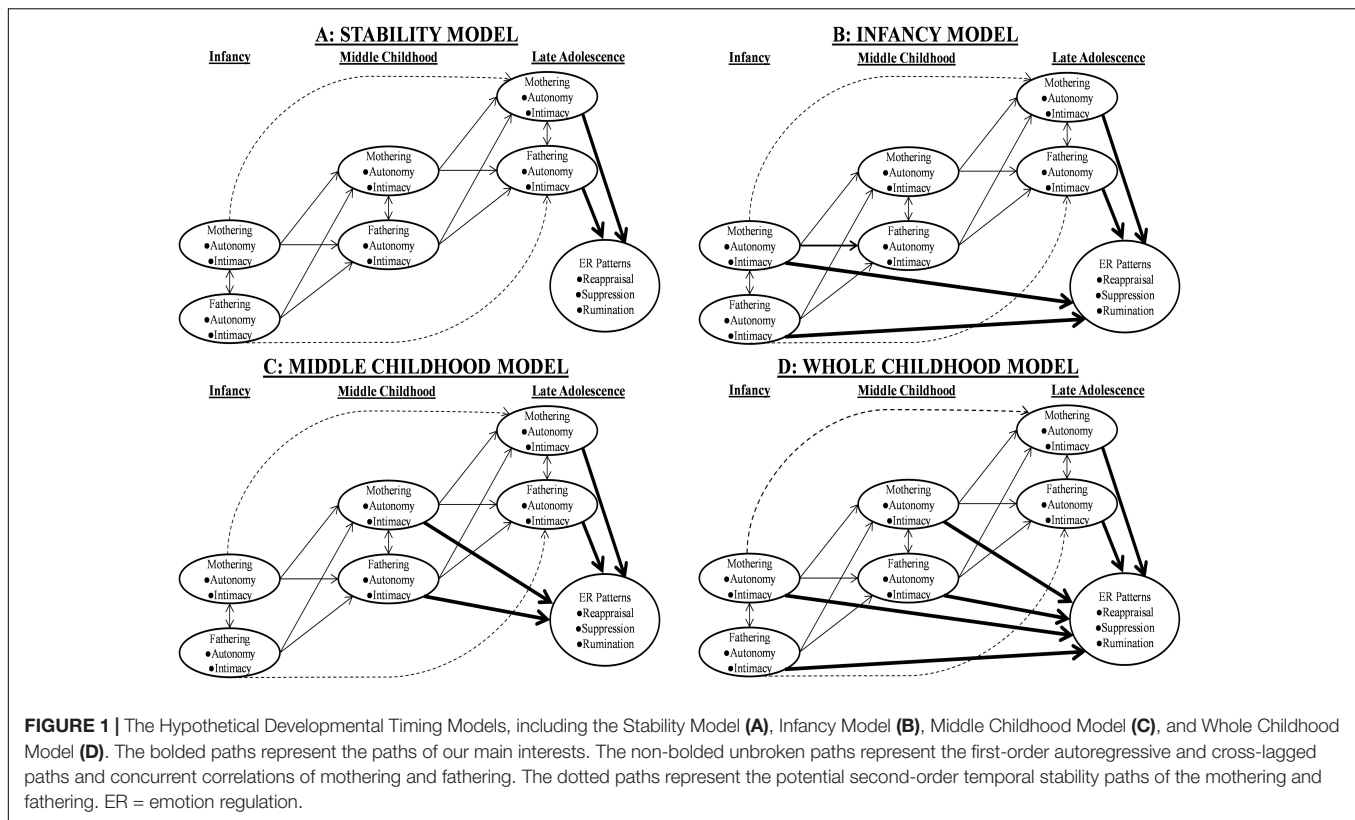 A: STABILITY MODEL
Infancy
Middle Childhood
Late Adolescence
Mothering
●Autonomy
●Intimacy
Mothering
●Autonomy
●Intimacy
Fathering
●Autonomy
●Intimacy
Mothering
●Autonomy
●Intimacy
Fathering
●Autonomy
●Intimacy
Fathering
●Autonomy
●Intimacy
ER Patterns
●Reappraisal
●Suppression
●Rumination
B: INFANCY MODEL
Infancy
Middle Childhood
Late Adolescence
Mothering
●Autonomy
●Intimacy
Mothering
●Autonomy
●Intimacy
Fathering
●Autonomy
●Intimacy
Mothering
●Autonomy
●Intimacy
Fathering
●Autonomy
●Intimacy
Fathering
●Autonomy
●Intimacy
ER Patterns
●Reappraisal
●Suppression
●Rumination
C: MIDDLE CHILDHOOD MODEL
Infancy
Middle Childhood
Late Adolescence
Mothering
●Autonomy
●Intimacy
Mothering
●Autonomy
●Intimacy
Fathering
●Autonomy
●Intimacy
Mothering
●Autonomy
●Intimacy
Fathering
●Autonomy
●Intimacy
Fathering
●Autonomy
●Intimacy
ER Patterns
●Reappraisal
●Suppression
●Rumination
D: WHOLE CHILDHOOD MODEL
Infancy
Middle Childhood
Late Adolescence
Mothering
●Autonomy
●Intimacy
Mothering
●Autonomy
●Intimacy
Fathering
●Autonomy
●Intimacy
Mothering
●Autonomy
●Intimacy
Fathering
●Autonomy
●Intimacy
Fathering
●Autonomy
●Intimacy
ER Patterns
●Reappraisal
●Suppression
●Rumination
FIGURE 1 | The Hypothetical Developmental Timing Models, including the Stability Model (A), Infancy Model (B), Middle Childhood Model (C), and Whole Childhood
Model (D). The bolded paths represent the paths of our main interests. The non-bolded unbroken paths represent the first-order autoregressive and cross-lagged
paths and concurrent correlations of mothering and fathering. The dotted paths represent the potential second-order temporal stability paths of the mothering and
fathering. ER = emotion regulation.